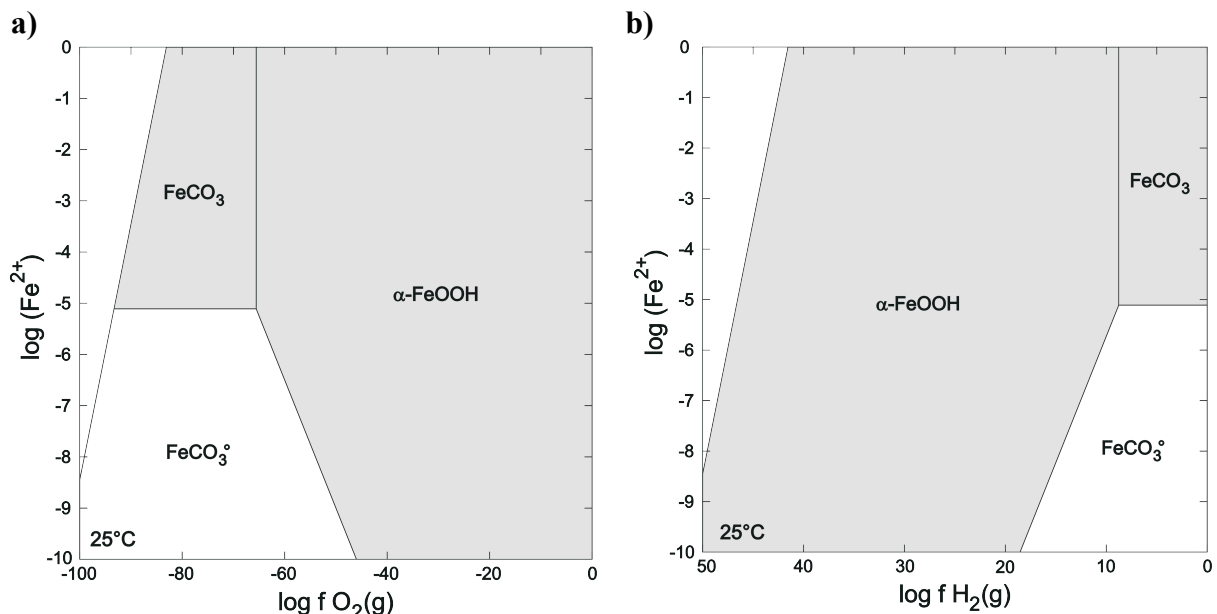 a)
0
-1
-2
-3
-4
-5
-6
-7
-8
-9
-10
log (Fe2+)
FeCO3
α-FeOOH
FeCO3°
25°C
-100 -80 -60 -40 -20 0
log f O2(g)
b)
0
-1
-2
-3
-4
-5
-6
-7
-8
-9
-10
log (Fe2+)
FeCO3
α-FeOOH
FeCO3°
25°C
50 40 30 20 10 0
log f H2(g)